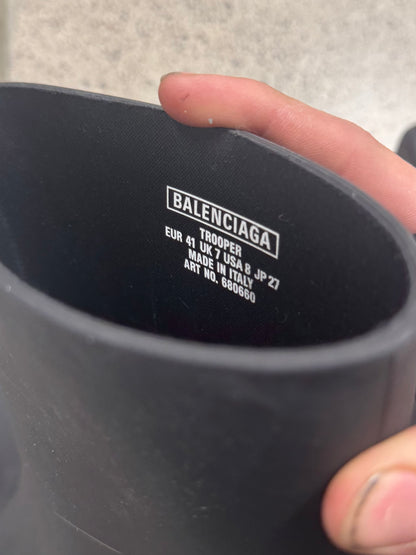 BALENCIAGA
TROOPER
EUR 41 UK 7 USA 8 JP 27
MADE IN ITALY
ART NO. 680660